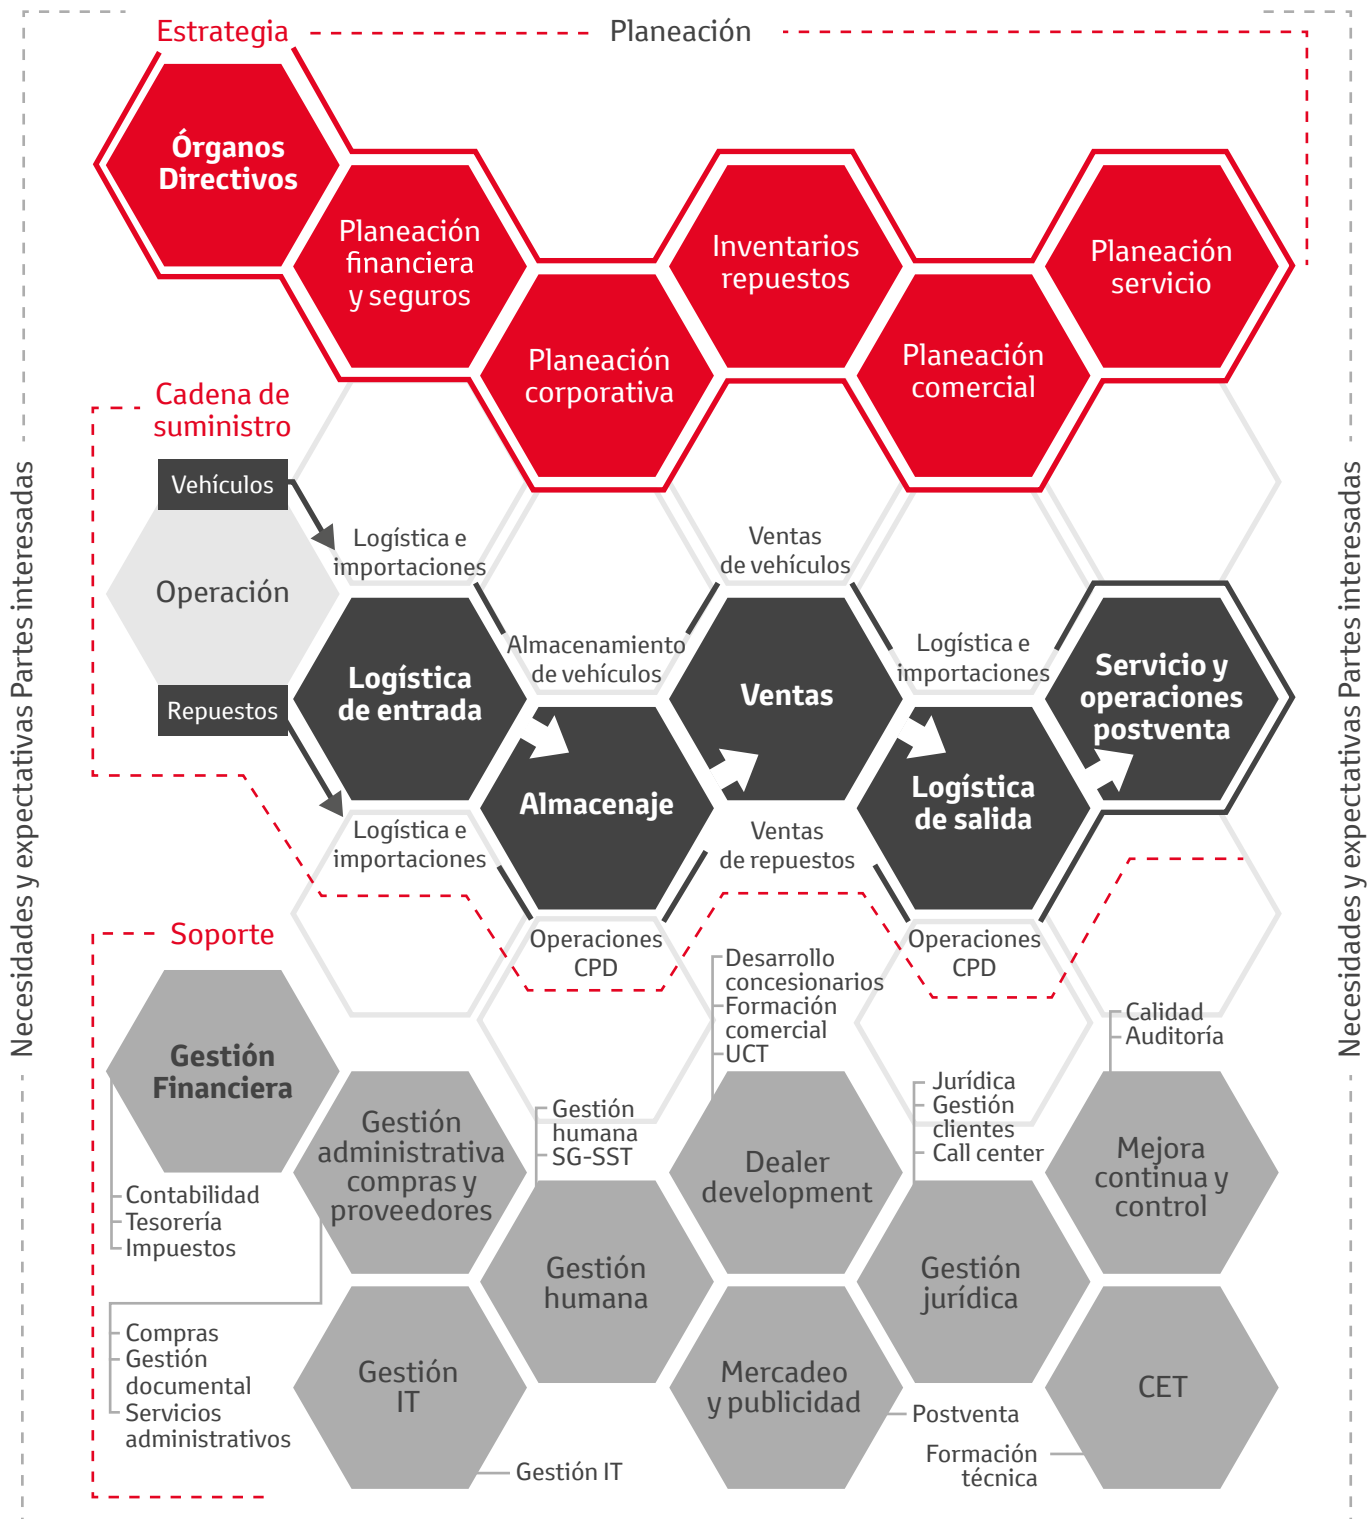 Estrategia
Planeación
Órganos
Directivos
Planeación
financiera
y seguros
Planeación
corporativa
Inventarios
repuestos
Planeación
comercial
Planeación
servicio
Necesidades y expectativas Partes interesadas
Necesidades y expectativas Partes interesadas
Cadena de
suministro
Vehículos
Operación
Repuestos
Logística e
importaciones
Almacenamiento
de vehículos
Ventas
de vehículos
Logística e
importaciones
Logística
de entrada
Almacenaje
Ventas
Logística
de salida
Servicio y
operaciones
postventa
Logística e
importaciones
Operaciones
CPD
Ventas
de repuestos
Operaciones
CPD
Soporte
Gestión
Financiera
Contabilidad
Tesorería
Impuestos
Gestión
administrativa
compras y
proveedores
Compras
Gestión
documental
Servicios
administrativos
Gestión
IT
Gestión IT
Gestión
humana
SG-SST
Gestión
humana
Desarrollo
concesionarios
Formación
comercial
UCT
Dealer
development
Mercadeo
y publicidad
Postventa
Jurídica
Gestión
clientes
Call center
Gestión
jurídica
Calidad
Auditoría
Mejora
continua y
control
CET
Formación
técnica